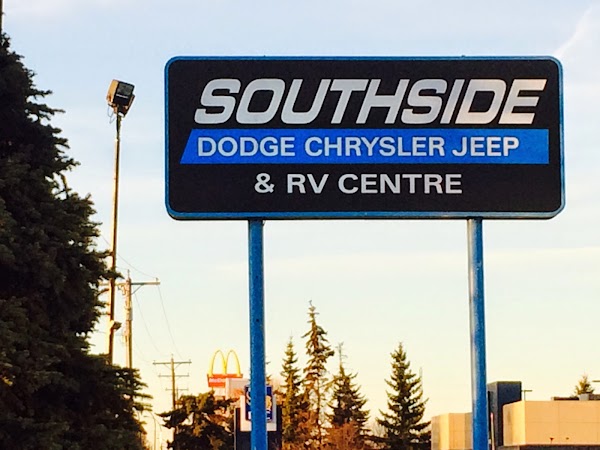 SOUTHSIDE
DODGE CHRYSLER JEEP
& RV CENTRE